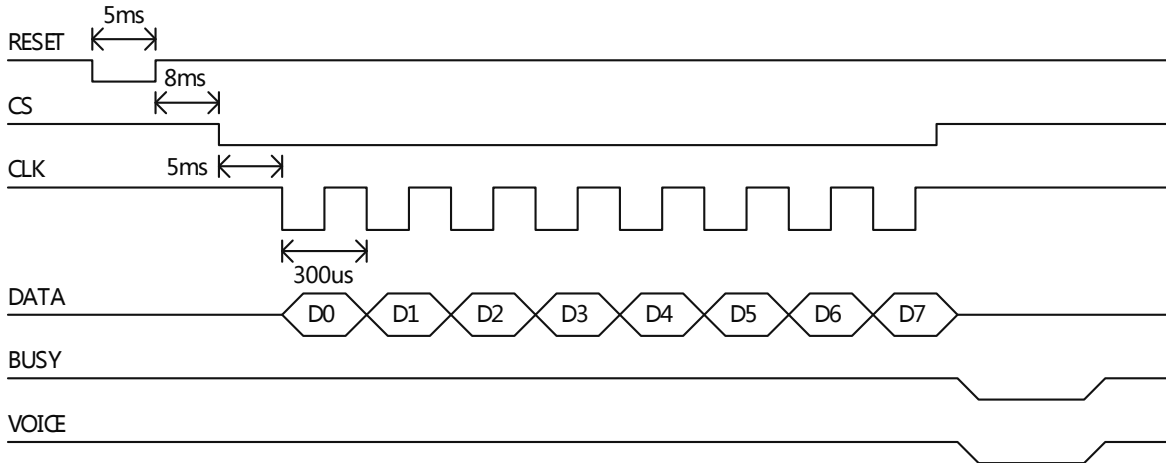 5ms
RESET
8ms
CS
5ms
CLK
300us
DATA D0 D1 D2 D3 D4 D5 D6 D7
BUSY
VOICE